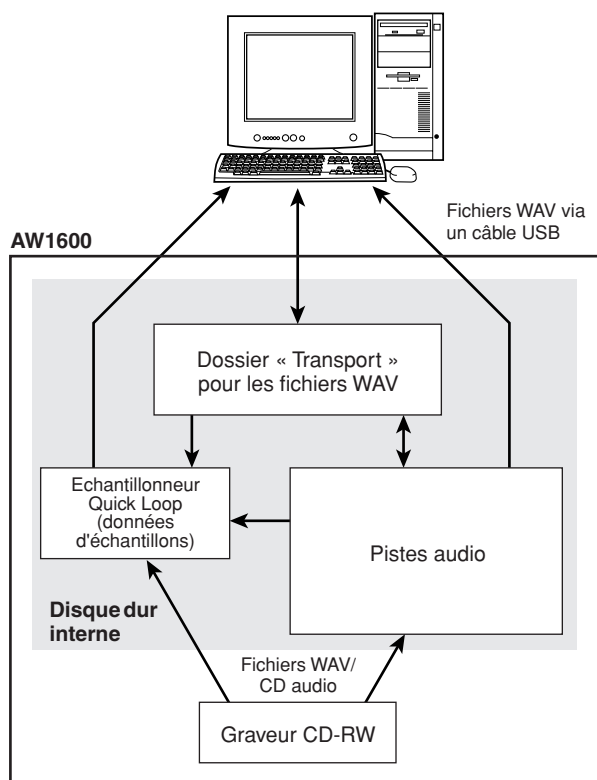 Fichiers WAV via
un câble USB
AW1600
Dossier « Transport »
pour les fichiers WAV
Echantillonneur
Quick Loop
(données
d'échantillons)
Pistes audio
Disque dur
interne
Fichiers WAV/
CD audio
Graveur CD-RW